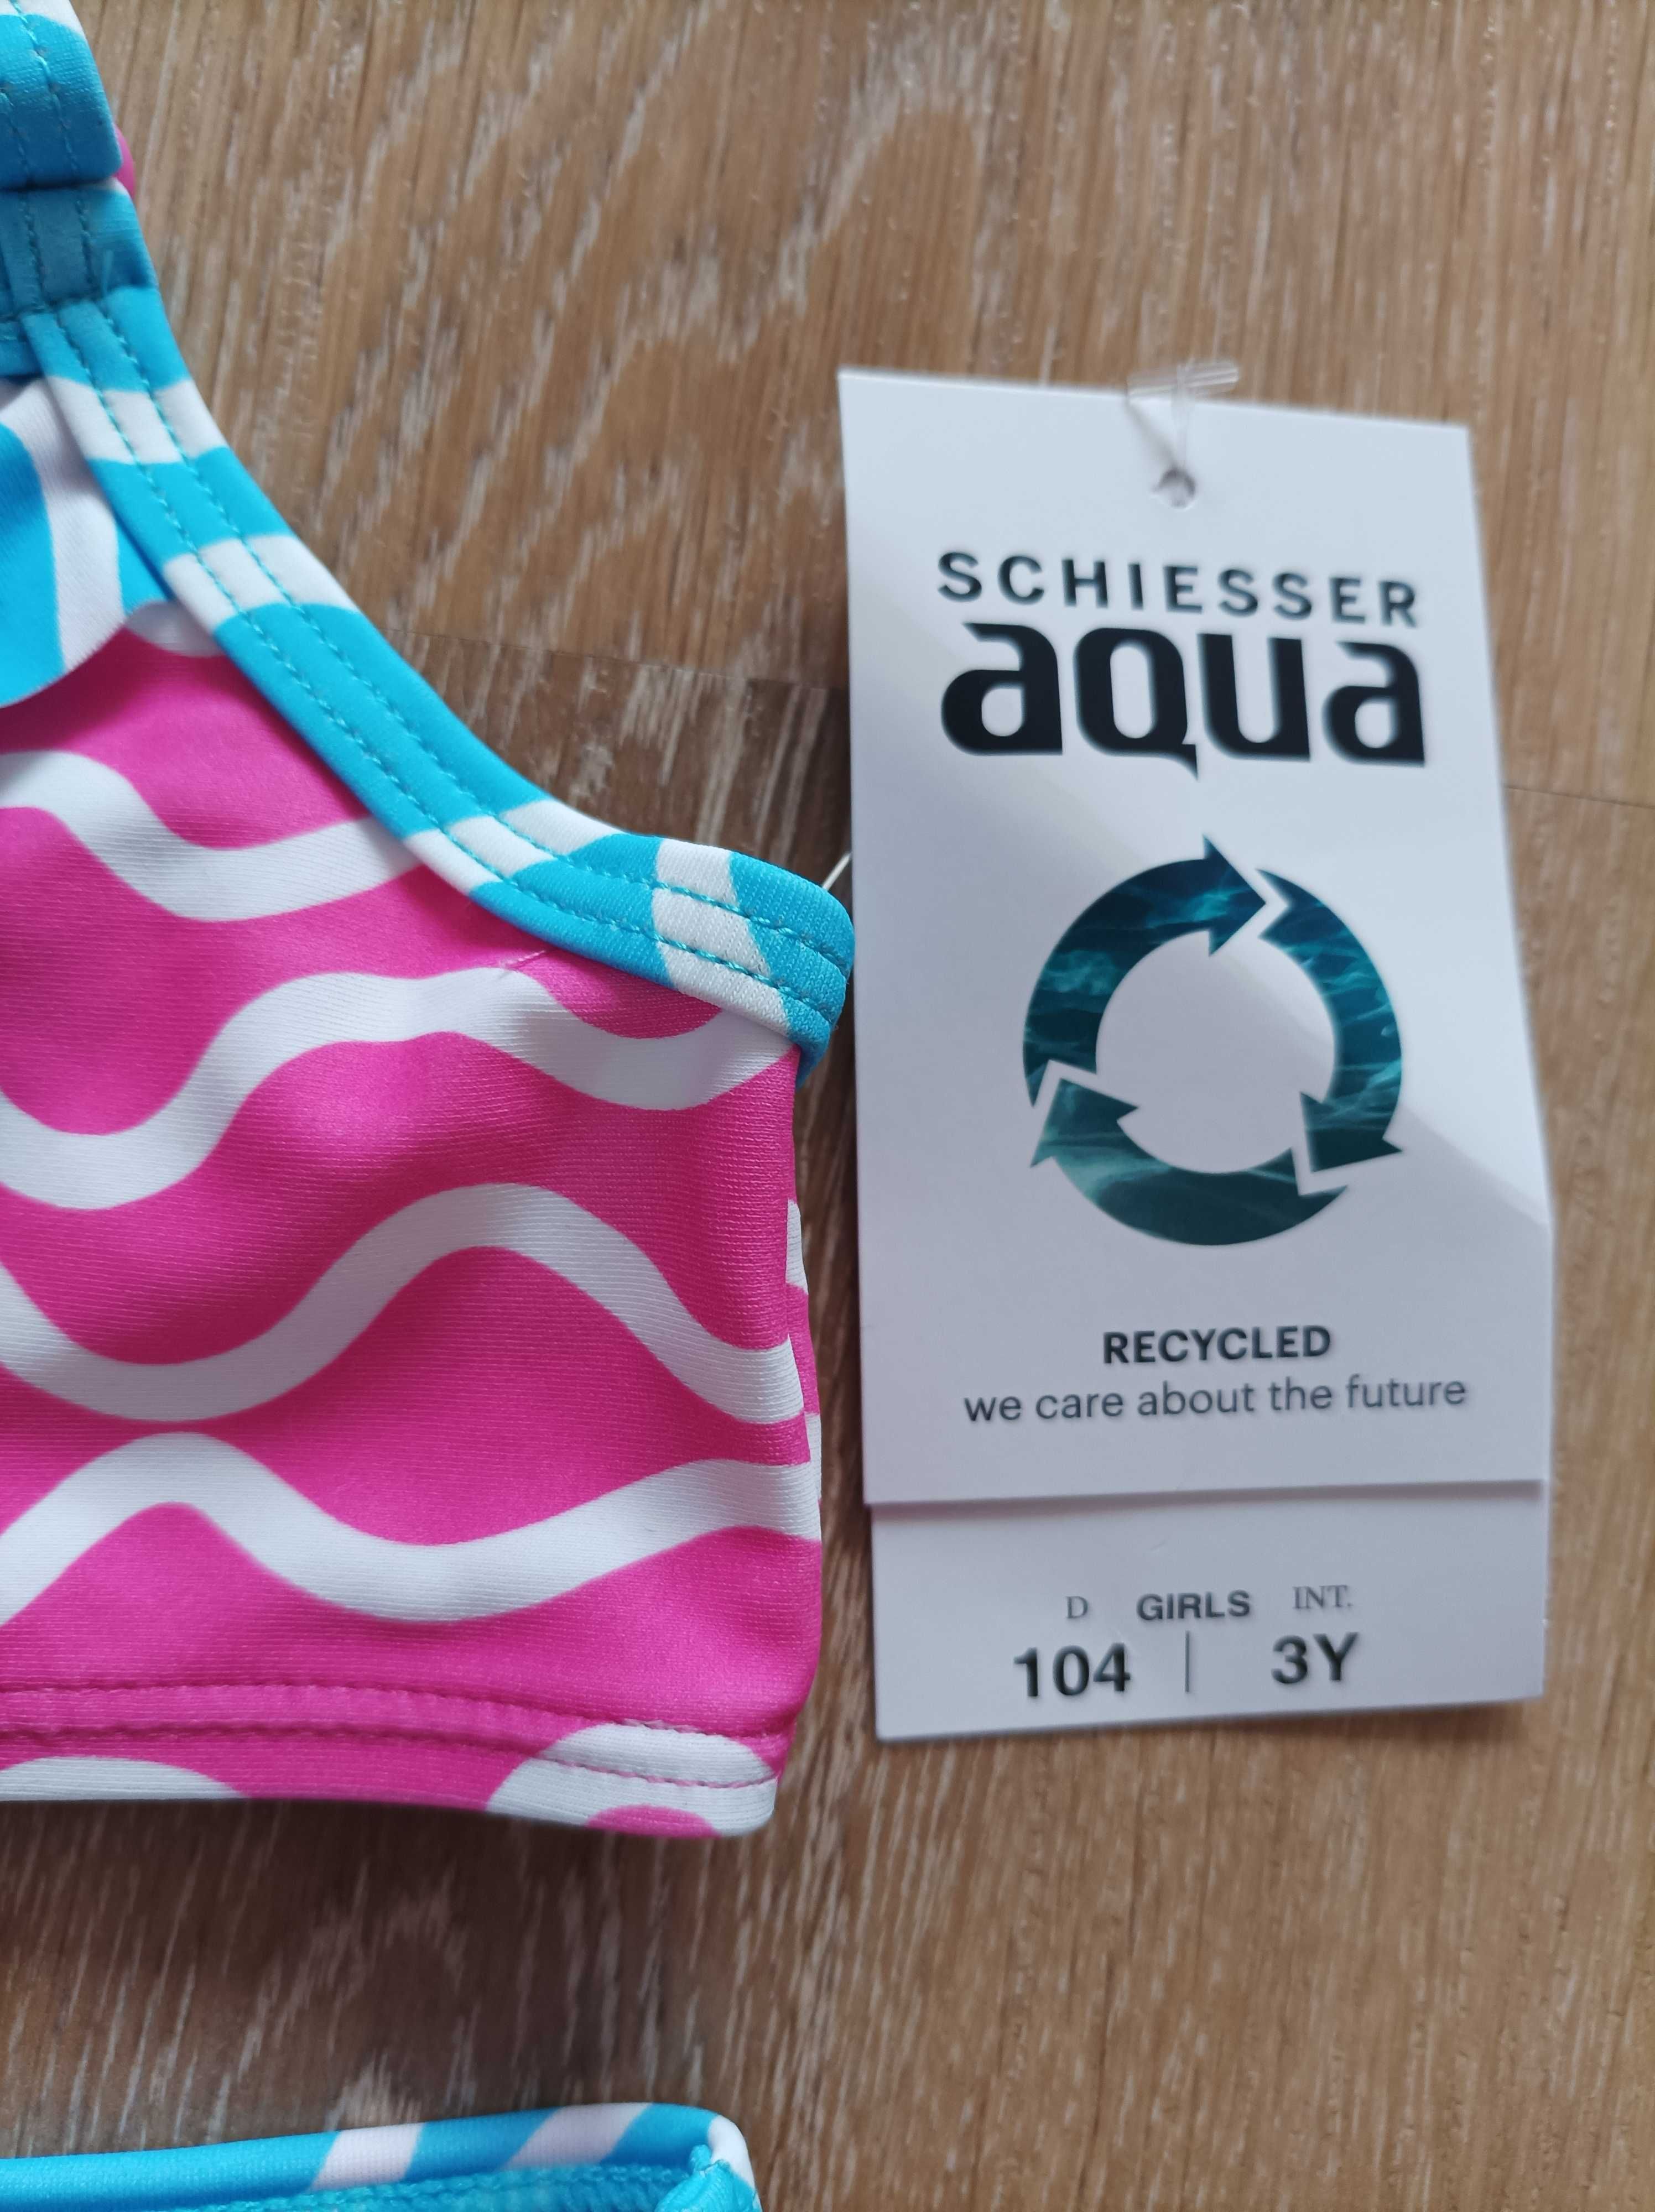 SCHIESSER
aqua
RECYCLED
we care about the future
D GIRLS INT.
104 | 3Y